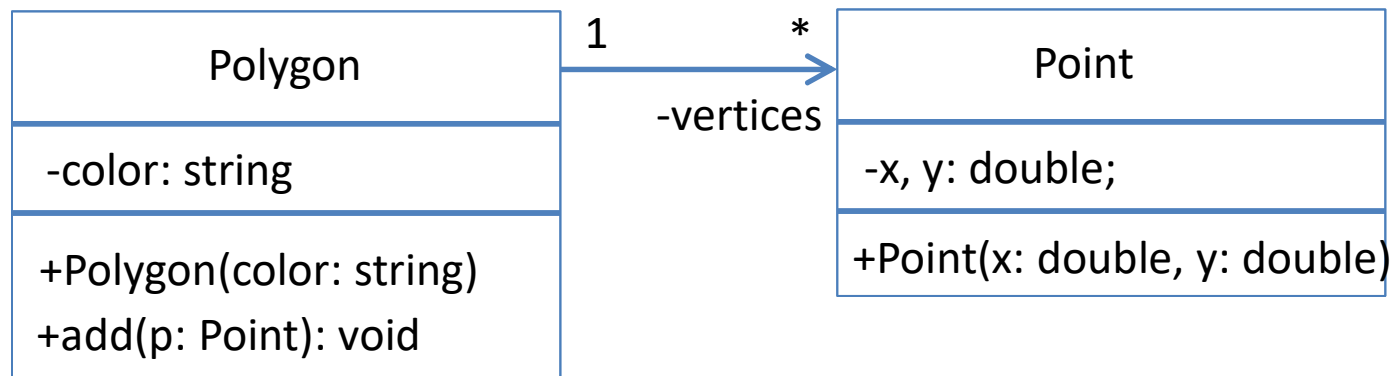 Polygon
-color: string
+Polygon(color: string)
+add(p: Point): void
1
*
-vertices
Point
-x, y: double;
+Point(x: double, y: double)